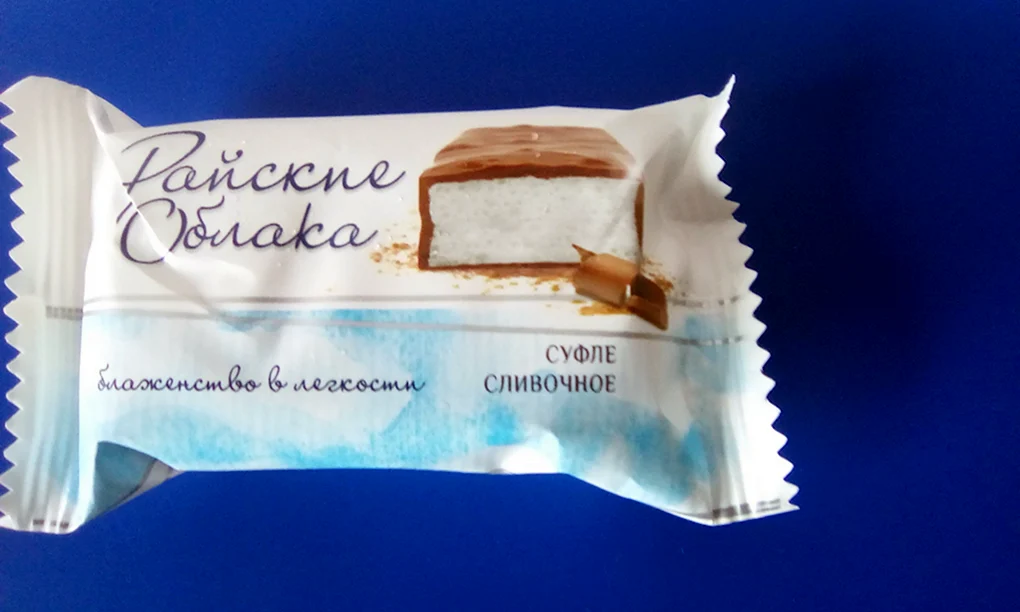 Райские
Облака
блаженство в легкости
СУФЛЕ
СЛИВОЧНОЕ